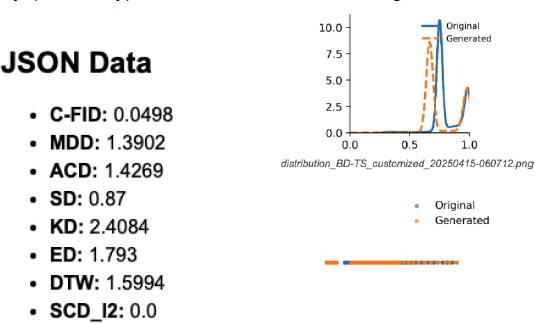 JSON Data
• C-FID: 0.0498
• MDD: 1.3902
• ACD: 1.4269
• SD: 0.87
• KD: 2.4084
• ED: 1.793
• DTW: 1.5994
• SCD_I2: 0.0
10.0
7.5
5.0
2.5
0.0
0.0 0.5 1.0
Original
Generated
distribution_BD-TS_customized_20250415-060712.png
Original
Generated